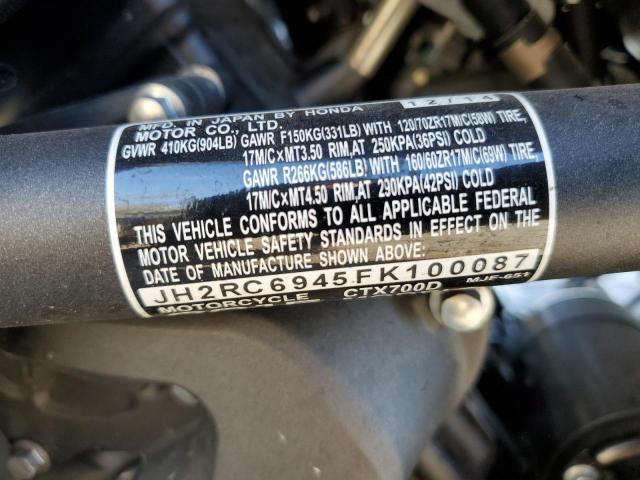 MFD. IN JAPAN BY HONDA 12/14
MOTOR CO., LTD.
GVWR 410KG(904LB) GAWR F150KG(331LB) WITH 120/70ZR17M/C(58W) TIRE,
17M/C×MT3.50 RIM,AT 250KPA(36PSI) COLD
GAWR R266KG(586LB) WITH 160/60ZR17M/C(69W) TIRE,
17M/C×MT4.50 RIM,AT 290KPA(42PSI) COLD
THIS VEHICLE CONFORMS TO ALL APPLICABLE FEDERAL
MOTOR VEHICLE SAFETY STANDARDS IN EFFECT ON THE
DATE OF MANUFACTURE SHOWN ABOVE:
JH2RC6945FK100087
MOTORCYCLE CTX700D MJF-651